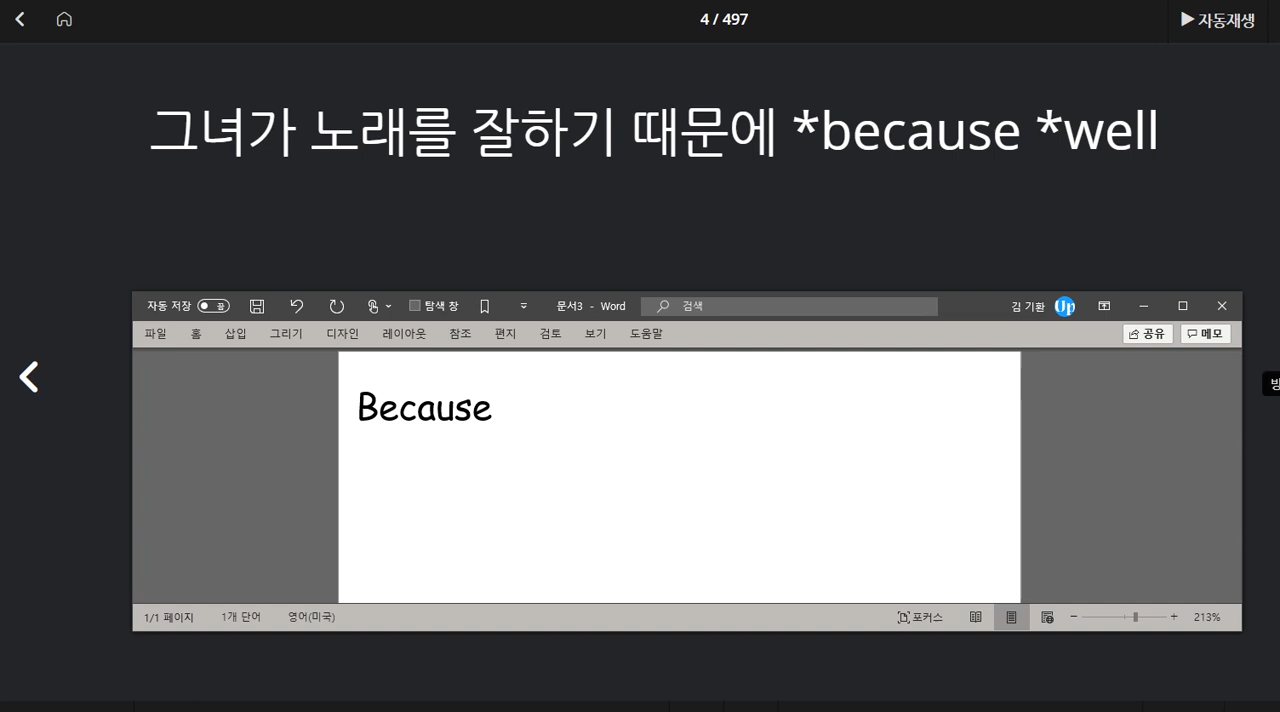 4 / 497
▶ 자동재생
그녀가 노래를 잘하기 때문에 *because *well
자동 저장 끔 탐색 창 문서3 - Word 검색 김 기환 Up
파일 홈 삽입 그리기 디자인 레이아웃 참조 편지 검토 보기 도움말 공유 메모
Because
1/1 페이지 1개 단어 영어(미국) 포커스 − + 213%